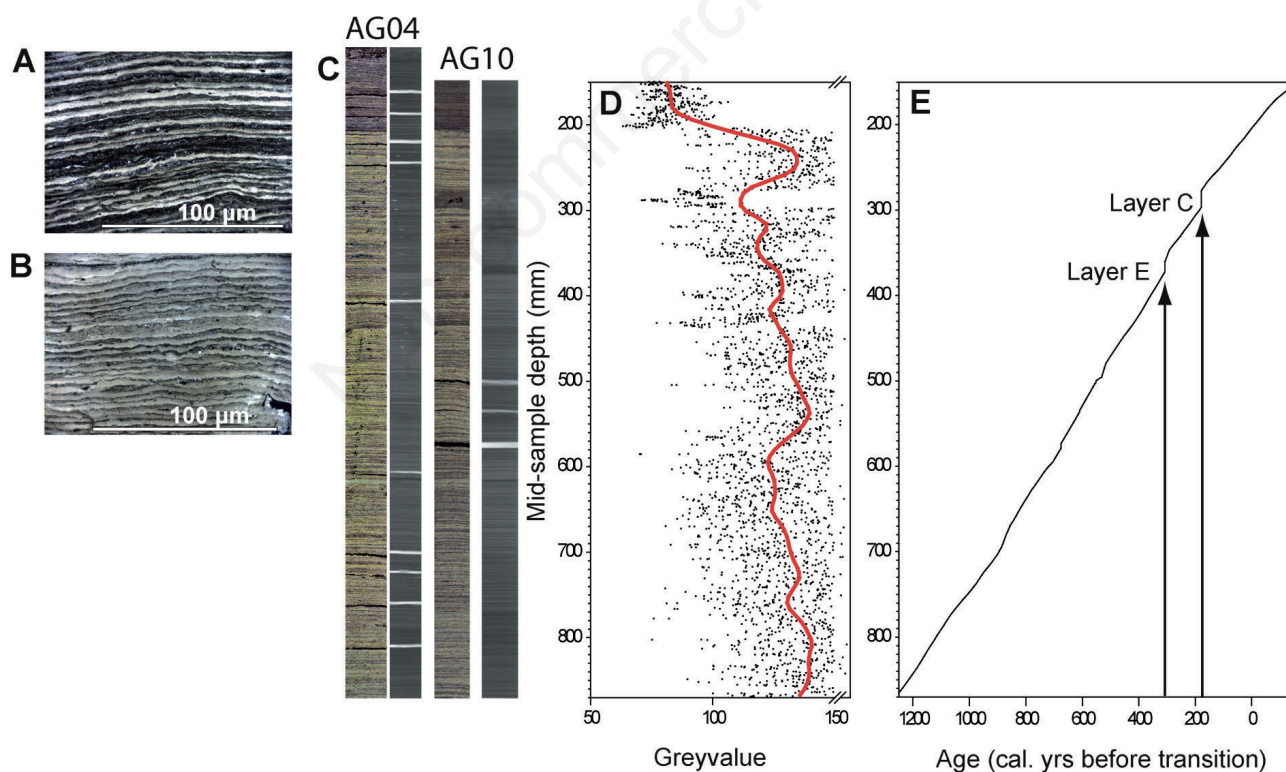 AG04
AG10
A
100 µm
B
100 µm
C
D
200
300
400
500
600
700
800
Mid-sample depth (mm)
50
100
150
Greyvalue
E
200
300
400
500
600
700
800
Layer C
Layer E
1200
1000
800
600
400
200
0
Age (cal. yrs before transition)